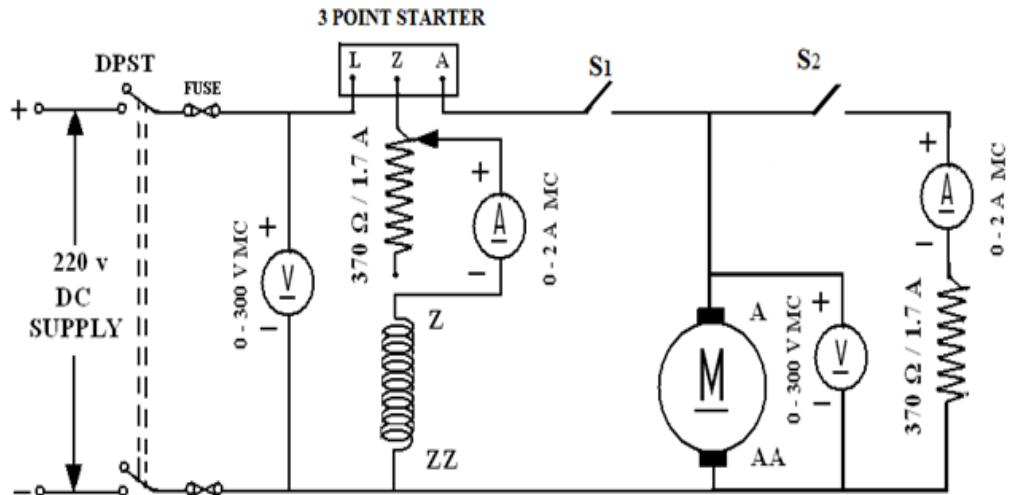 3 POINT STARTER
L Z A
DPST
FUSE
S1
S2
+
220 v
DC
SUPPLY
−
+
V
−
0 - 300 V MC
370 Ω / 1.7 A
+
A
−
0 - 2 A MC
Z
ZZ
A
M
AA
+
V
−
0 - 300 V MC
+
A
−
0 - 2 A MC
370 Ω / 1.7 A